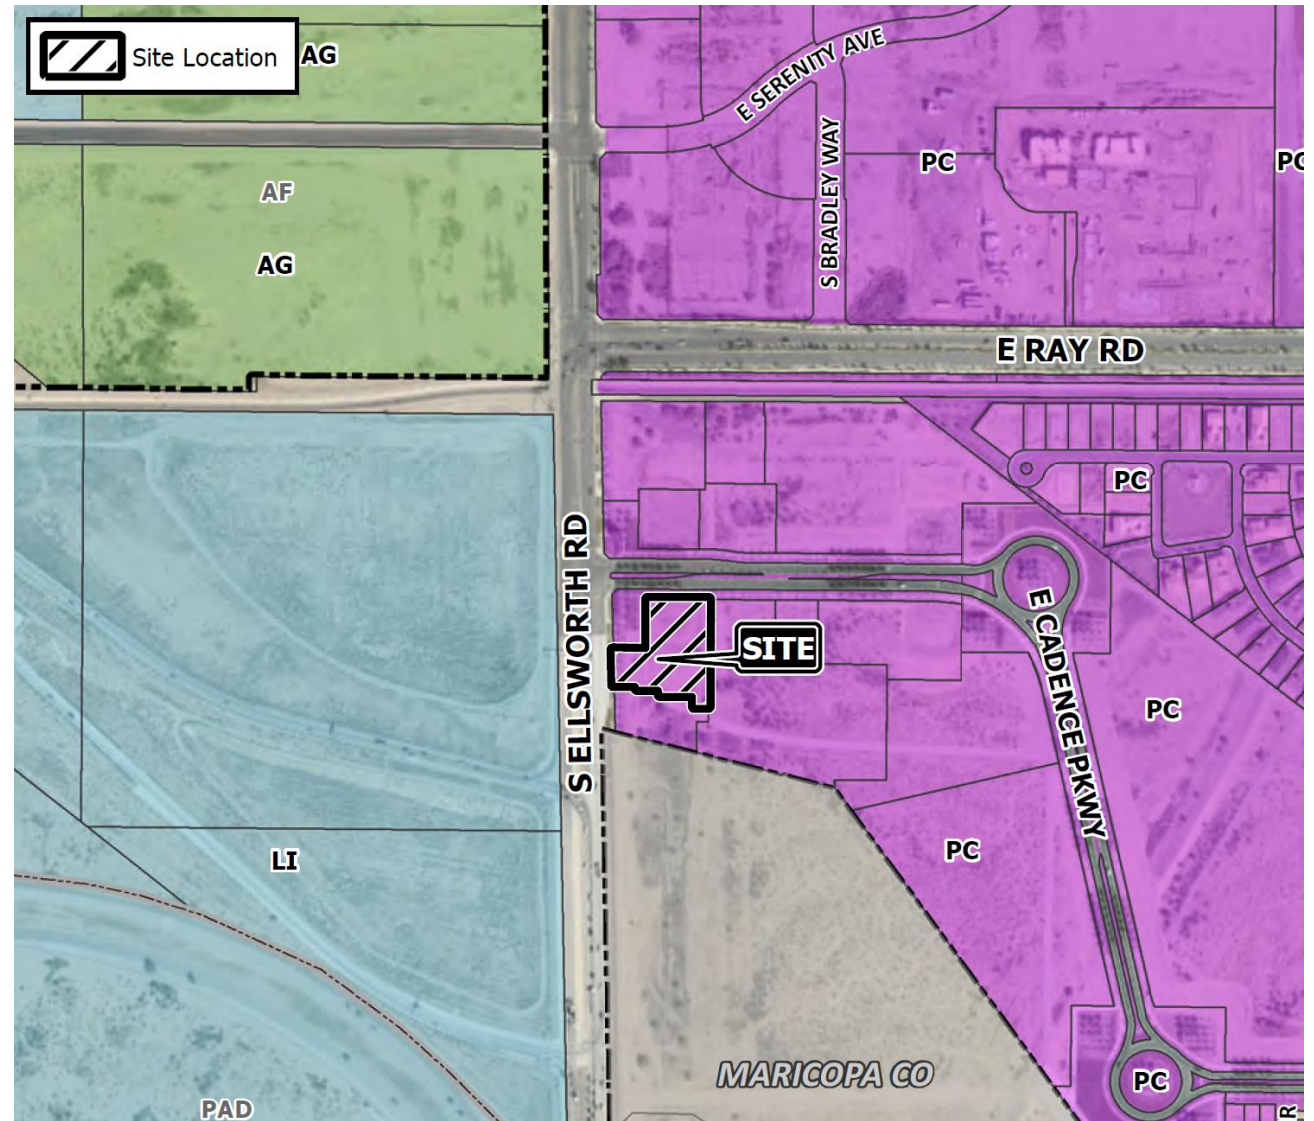 Site Location
AG
E SERENITY AVE
S BRADLEY WAY
PC
PC
AF
AG
E RAY RD
PC
S ELLSWORTH RD
SITE
E CADENCE PKWY
PC
PC
LI
MARICOPA CO
PC
PAD
R